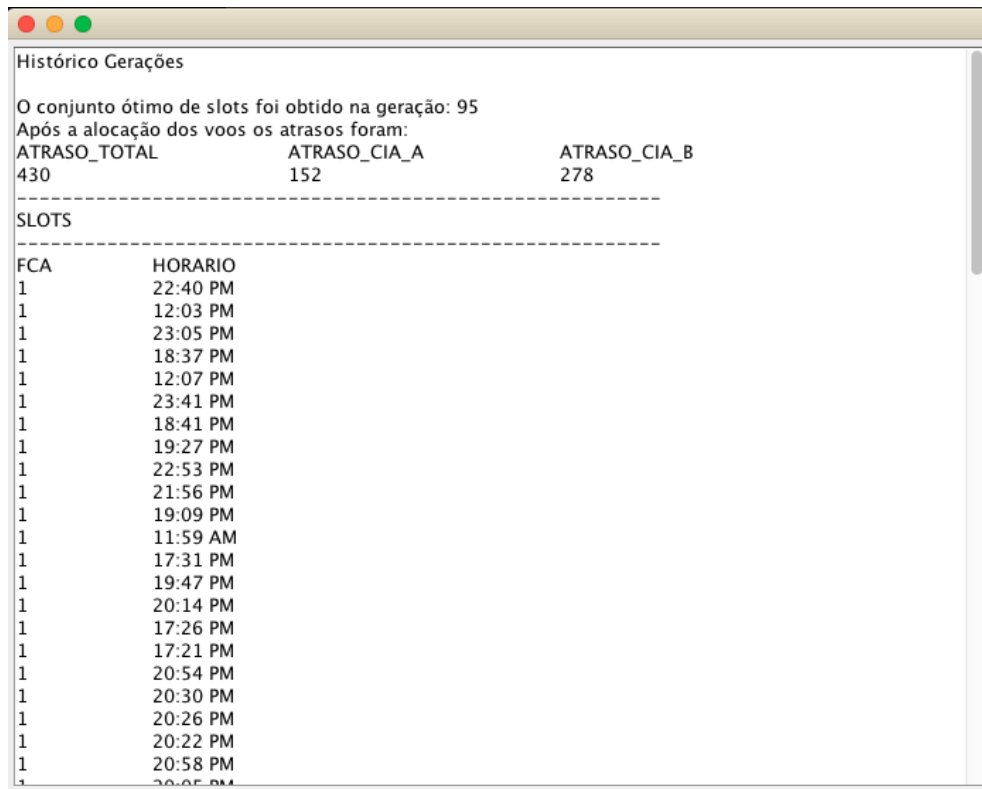 Histórico Gerações
O conjunto ótimo de slots foi obtido na geração: 95
Após a alocação dos voos os atrasos foram:
ATRASO_TOTAL ATRASO_CIA_A ATRASO_CIA_B
430 152 278
----------------------------------------------------------
SLOTS
----------------------------------------------------------
FCA HORARIO
1 22:40 PM
1 12:03 PM
1 23:05 PM
1 18:37 PM
1 12:07 PM
1 23:41 PM
1 18:41 PM
1 19:27 PM
1 22:53 PM
1 21:56 PM
1 19:09 PM
1 11:59 AM
1 17:31 PM
1 19:47 PM
1 20:14 PM
1 17:26 PM
1 17:21 PM
1 20:54 PM
1 20:30 PM
1 20:26 PM
1 20:22 PM
1 20:58 PM